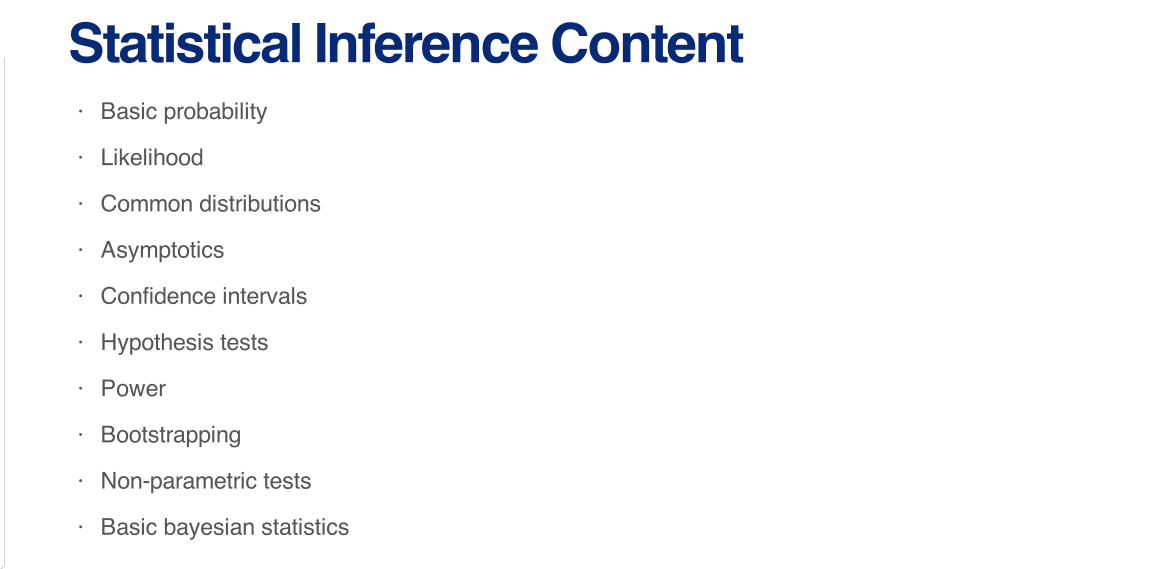 Statistical Inference Content
· Basic probability
· Likelihood
· Common distributions
· Asymptotics
· Confidence intervals
· Hypothesis tests
· Power
· Bootstrapping
· Non-parametric tests
· Basic bayesian statistics